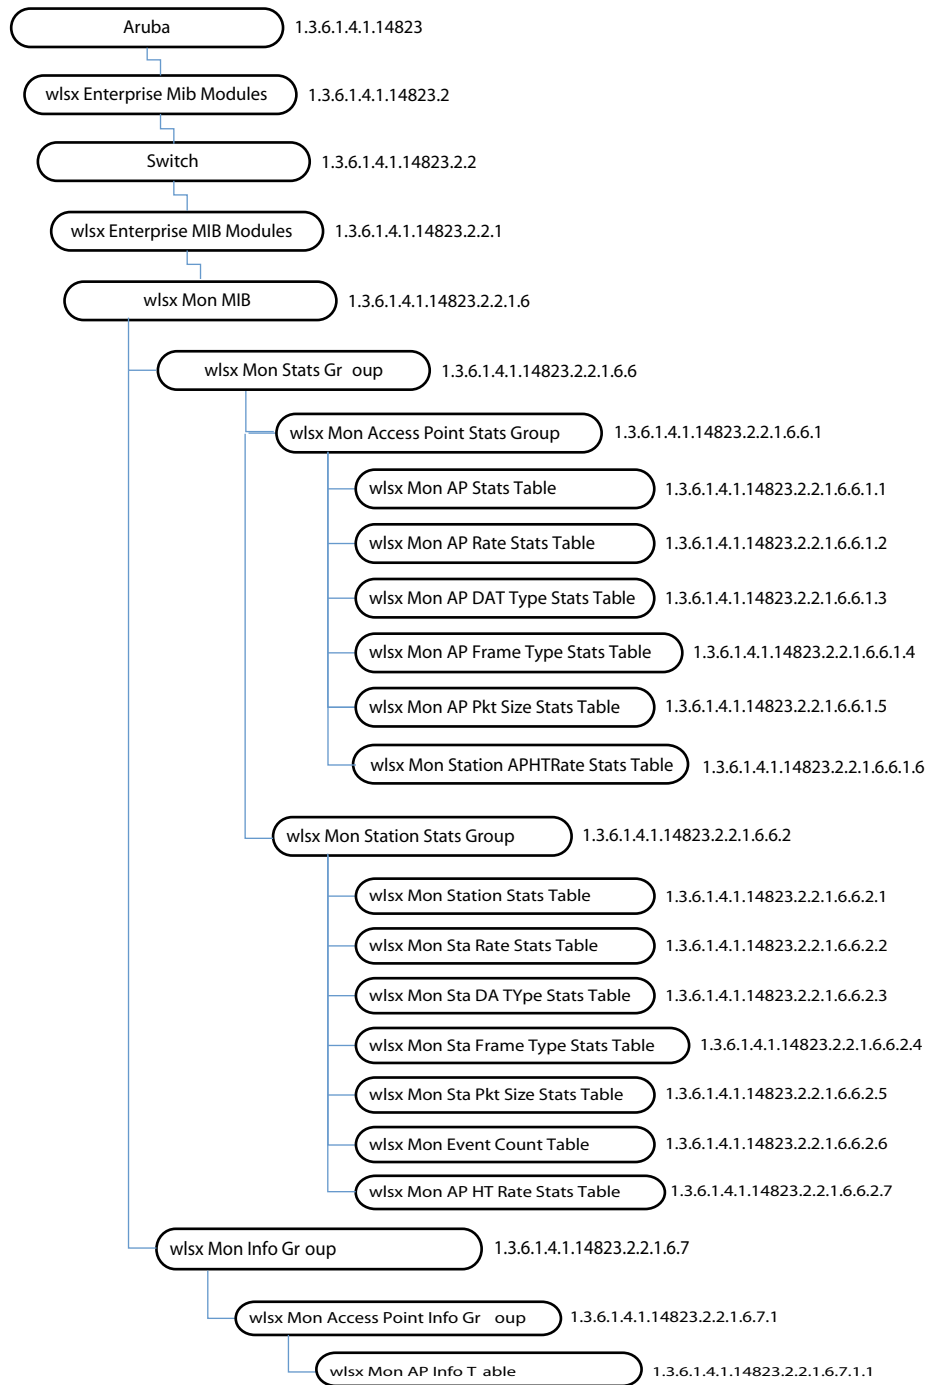 Aruba 1.3.6.1.4.1.14823
wlsx Enterprise Mib Modules 1.3.6.1.4.1.14823.2
Switch 1.3.6.1.4.1.14823.2.2
wlsx Enterprise MIB Modules 1.3.6.1.4.1.14823.2.2.1
wlsx Mon MIB 1.3.6.1.4.1.14823.2.2.1.6
wlsx Mon Stats Gr oup 1.3.6.1.4.1.14823.2.2.1.6.6
wlsx Mon Access Point Stats Group 1.3.6.1.4.1.14823.2.2.1.6.6.1
wlsx Mon AP Stats Table 1.3.6.1.4.1.14823.2.2.1.6.6.1.1
wlsx Mon AP Rate Stats Table 1.3.6.1.4.1.14823.2.2.1.6.6.1.2
wlsx Mon AP DAT Type Stats Table 1.3.6.1.4.1.14823.2.2.1.6.6.1.3
wlsx Mon AP Frame Type Stats Table 1.3.6.1.4.1.14823.2.2.1.6.6.1.4
wlsx Mon AP Pkt Size Stats Table 1.3.6.1.4.1.14823.2.2.1.6.6.1.5
wlsx Mon Station APHTRate Stats Table 1.3.6.1.4.1.14823.2.2.1.6.6.1.6
wlsx Mon Station Stats Group 1.3.6.1.4.1.14823.2.2.1.6.6.2
wlsx Mon Station Stats Table 1.3.6.1.4.1.14823.2.2.1.6.6.2.1
wlsx Mon Sta Rate Stats Table 1.3.6.1.4.1.14823.2.2.1.6.6.2.2
wlsx Mon Sta DA TYpe Stats Table 1.3.6.1.4.1.14823.2.2.1.6.6.2.3
wlsx Mon Sta Frame Type Stats Table 1.3.6.1.4.1.14823.2.2.1.6.6.2.4
wlsx Mon Sta Pkt Size Stats Table 1.3.6.1.4.1.14823.2.2.1.6.6.2.5
wlsx Mon Event Count Table 1.3.6.1.4.1.14823.2.2.1.6.6.2.6
wlsx Mon AP HT Rate Stats Table 1.3.6.1.4.1.14823.2.2.1.6.6.2.7
wlsx Mon Info Gr oup 1.3.6.1.4.1.14823.2.2.1.6.7
wlsx Mon Access Point Info Gr oup 1.3.6.1.4.1.14823.2.2.1.6.7.1
wlsx Mon AP Info T able 1.3.6.1.4.1.14823.2.2.1.6.7.1.1